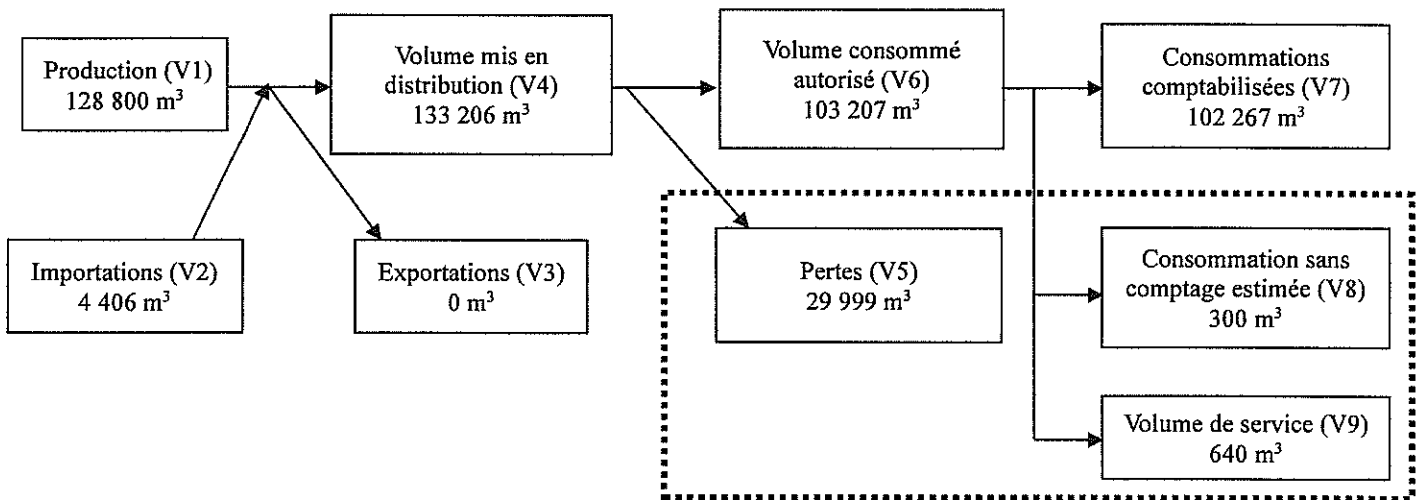 Production (V1)
128 800 m³
Volume mis en
distribution (V4)
133 206 m³
Volume consommé
autorisé (V6)
103 207 m³
Consommations
comptabilisées (V7)
102 267 m³
Importations (V2)
4 406 m³
Exportations (V3)
0 m³
Pertes (V5)
29 999 m³
Consommation sans
comptage estimée (V8)
300 m³
Volume de service (V9)
640 m³